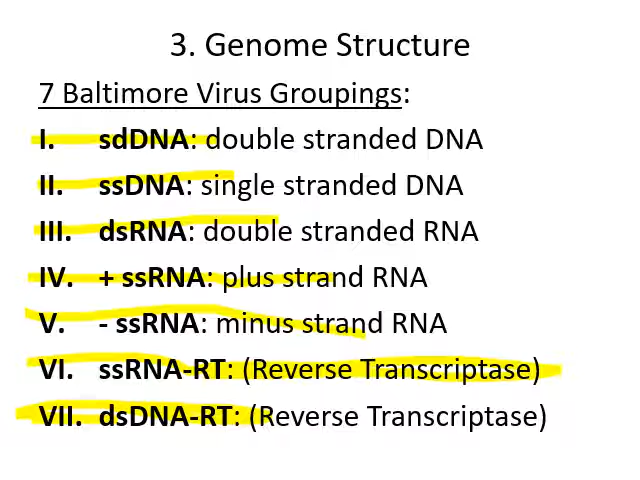 3. Genome Structure
7 Baltimore Virus Groupings:
I. sdDNA: double stranded DNA
II. ssDNA: single stranded DNA
III. dsRNA: double stranded RNA
IV. + ssRNA: plus strand RNA
V. - ssRNA: minus strand RNA
VI. ssRNA-RT: (Reverse Transcriptase)
VII. dsDNA-RT: (Reverse Transcriptase)